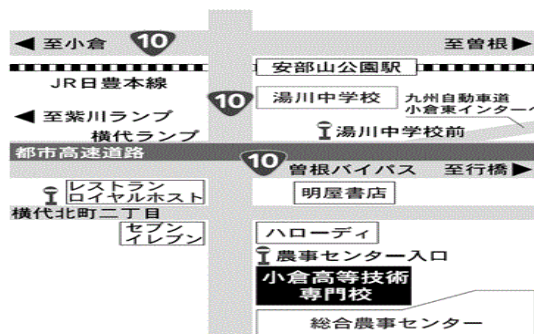 ◀ 至小倉 10 至曽根 ▶
安部山公園駅
JR日豊本線
10 湯川中学校 九州自動車道
小倉東インターへ
◀ 至紫川ランプ
横代ランプ 湯川中学校前
都市高速道路
10 曽根バイパス 至行橋 ▶
レストラン
ロイヤルホスト
明屋書店
横代北町二丁目
セブン
イレブン
ハローディ
農事センター入口
小倉高等技術
専門校
総合農事センター